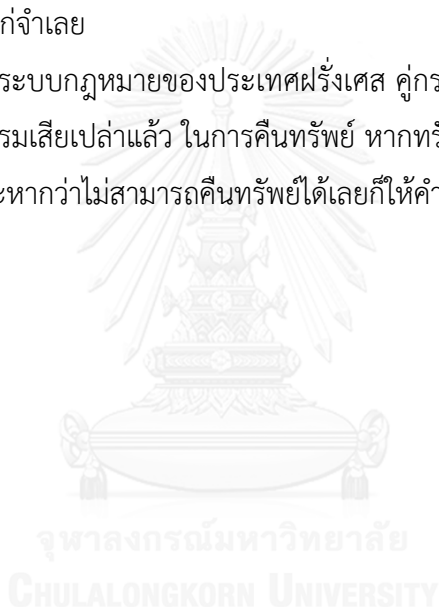 ก่จำเลย
ระบบกฎหมายของประเทศฝรั่งเศส คู่กร
รมเสียเปล่าแล้ว ในการคืนทรัพย์ หากทรั
ะหากว่าไม่สามารถคืนทรัพย์ได้เลยก็ให้คำ
จุฬาลงกรณ์มหาวิทยาลัย
CHULALONGKORN UNIVERSITY